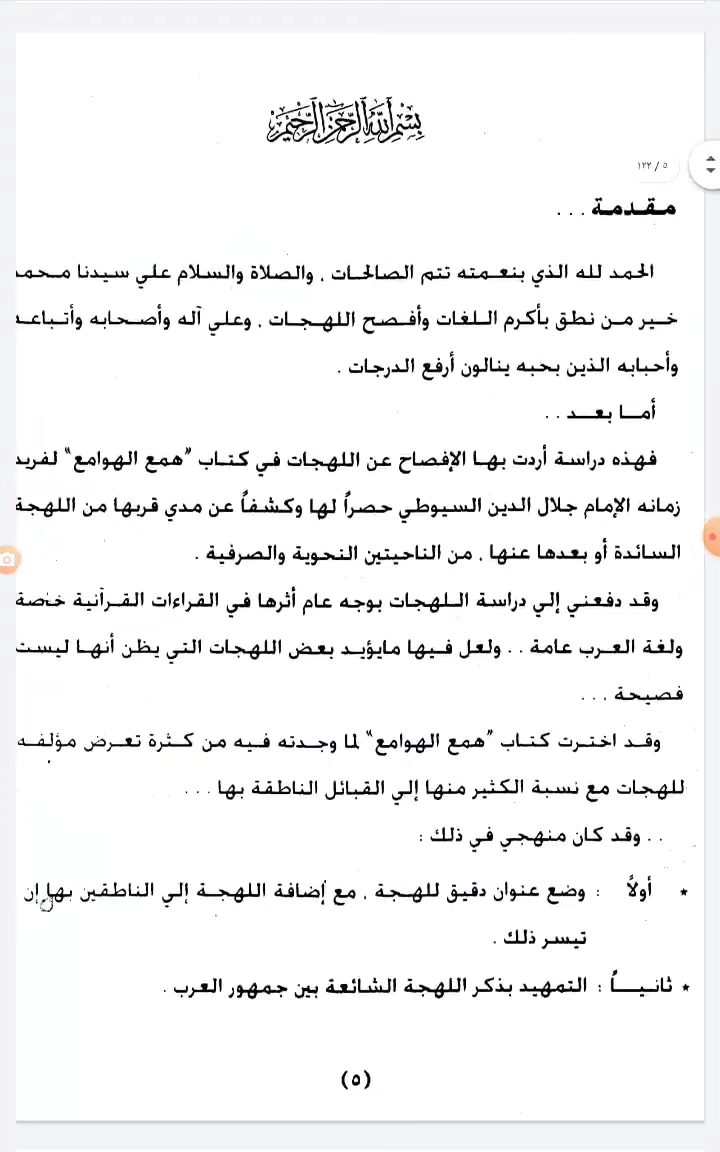 بِسْمِ اللَّهِ الرَّحْمَنِ الرَّحِيمِ
٥ / ١٢٢
مقدمة ...
الحمد لله الذي بنعمته تتم الصالحات ، والصلاة والسلام علي سيدنا محمد
خير من نطق بأكرم اللغات وأفصح اللهجات ، وعلي آله وأصحابه وأتباعه
وأحبابه الذين بحبه ينالون أرفع الدرجات .
أما بعد ..
فهذه دراسة أردت بها الإفصاح عن اللهجات في كتاب "همع الهوامع" لفريد
زمانه الإمام جلال الدين السيوطي حصراً لها وكشفاً عن مدي قربها من اللهجة
السائدة أو بعدها عنها ، من الناحيتين النحوية والصرفية .
وقد دفعني إلي دراسة اللهجات بوجه عام أثرها في القراءات القرآنية خصة
ولغة العرب عامة .. ولعل فيها مايؤيد بعض اللهجات التي يظن أنها ليست
فصيحة ...
وقد اخترت كتاب "همع الهوامع" لما وجدته فيه من كثرة تعرض مؤلفه
للهجات مع نسبة الكثير منها إلي القبائل الناطقة بها ...
.. وقد كان منهجي في ذلك :
* أولاً : وضع عنوان دقيق للهجة ، مع إضافة اللهجة إلي الناطقين بها إن
تيسر ذلك .
* ثانيـاً : التمهيد بذكر اللهجة الشائعة بين جمهور العرب .
(٥)